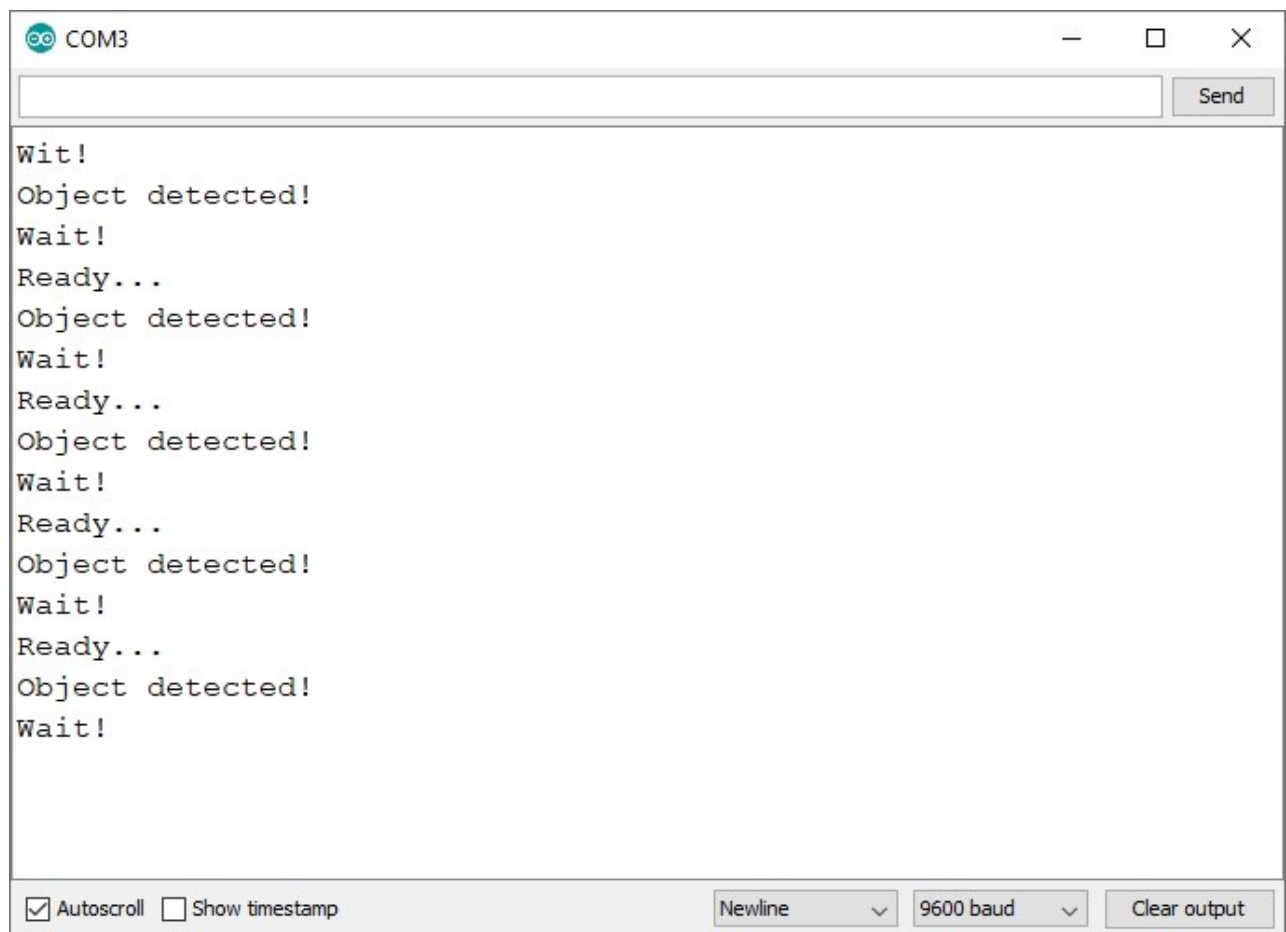 COM3
Send
Wit!
Object detected!
Wait!
Ready...
Object detected!
Wait!
Ready...
Object detected!
Wait!
Ready...
Object detected!
Wait!
Ready...
Object detected!
Wait!
Autoscroll Show timestamp Newline 9600 baud Clear output